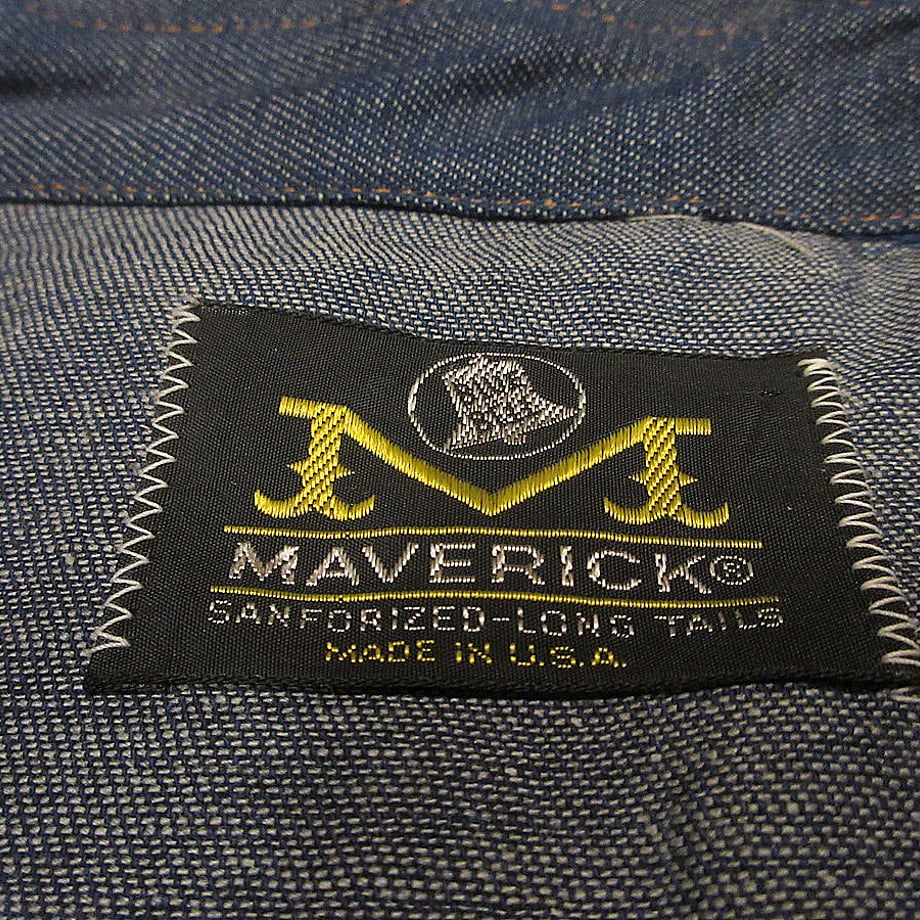 M
MAVERICK®
SANFORIZED-LONG TAILS
MADE IN U.S.A.